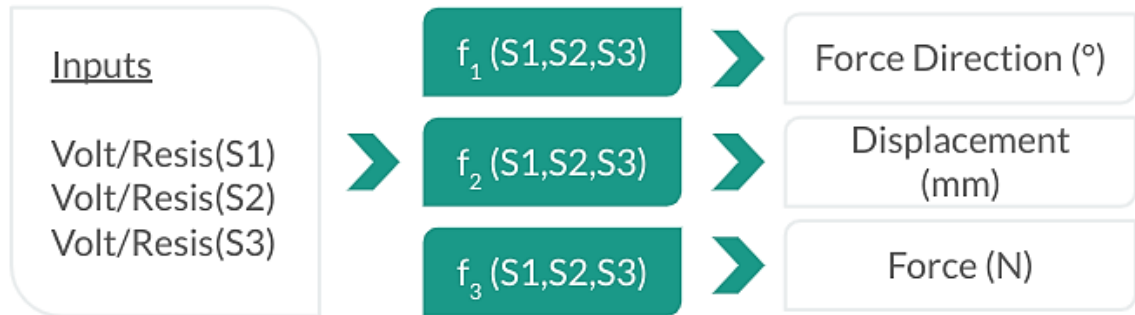 Inputs
Volt/Resis(S1)
Volt/Resis(S2)
Volt/Resis(S3)
f1 (S1,S2,S3)
Force Direction (°)
f2 (S1,S2,S3)
Displacement
(mm)
f3 (S1,S2,S3)
Force (N)